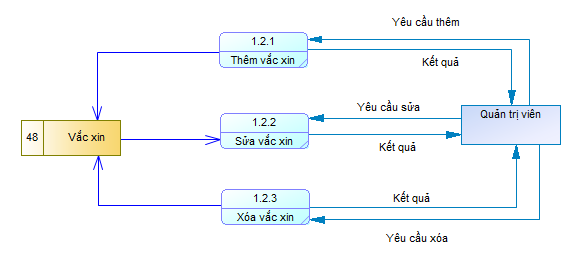 Yêu cầu thêm
1.2.1
Thêm vắc xin
Kết quả
Yêu cầu sửa
Quản trị viên
1.2.2
48
Vắc xin
Sửa vắc xin
Kết quả
1.2.3
Kết quả
Xóa vắc xin
Yêu cầu xóa